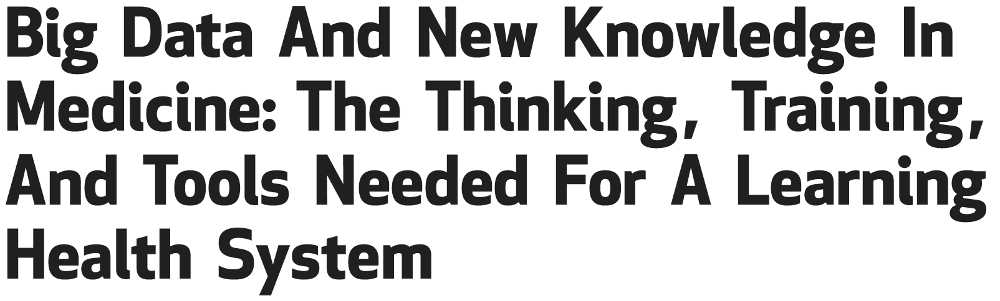 Big Data And New Knowledge In
Medicine: The Thinking, Training,
And Tools Needed For A Learning
Health System